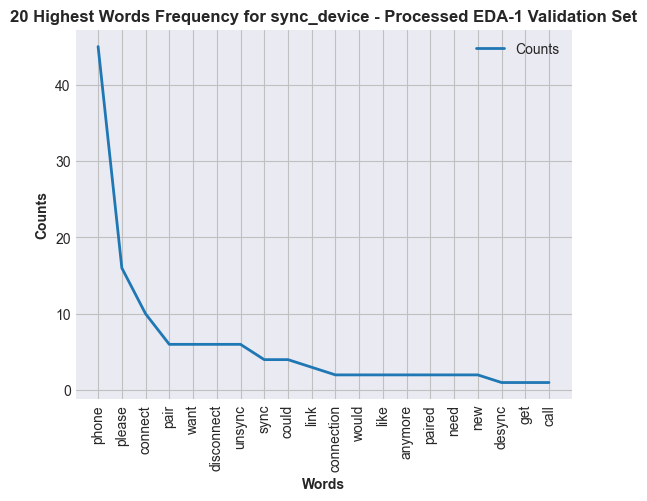 20 Highest Words Frequency for sync_device - Processed EDA-1 Validation Set
Counts
40
30
20
10
0
Counts
phone
please
connect
pair
want
disconnect
unsync
sync
could
link
connection
would
like
anymore
paired
need
new
desync
get
call
Words